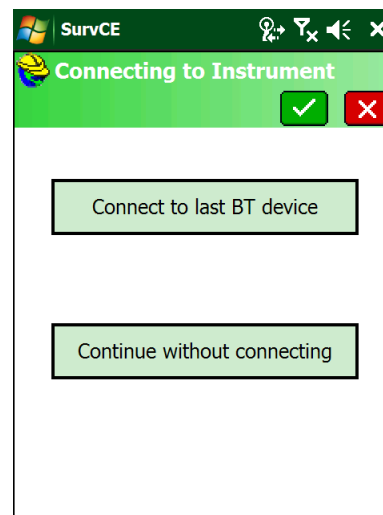 SurvCE
Connecting to Instrument
Connect to last BT device
Continue without connecting